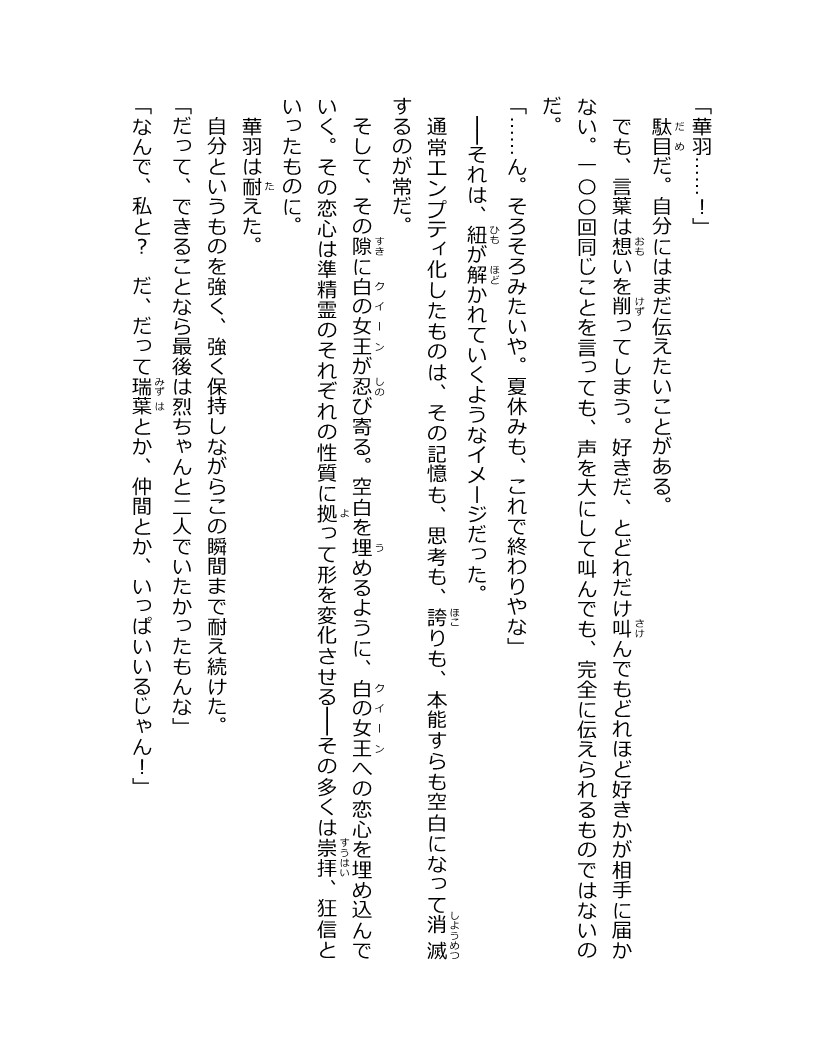 「華羽……！」
駄目だ。自分にはまだ伝えたいことがある。
でも、言葉は想いを削ってしまう。好きだ、とどれだけ叫んでもどれほど好きかが相手に届か
ない。一〇〇回同じことを言っても、声を大にして叫んでも、完全に伝えられるものではないの
だ。
「……ん。そろそろみたいや。夏休みも、これで終わりやな」
──それは、紐が解かれていくようなイメージだった。
通常エンプティ化したものは、その記憶も、思考も、誇りも、本能すらも空白になって消滅
するのが常だ。
そして、その隙に白の女王が忍び寄る。空白を埋めるように、白の女王への恋心を埋め込んで
いく。その恋心は準精霊のそれぞれの性質に拠って形を変化させる──その多くは崇拝、狂信と
いったものに。
華羽は耐えた。
自分というものを強く、強く保持しながらこの瞬間まで耐え続けた。
「だって、できることなら最後は烈ちゃんと二人でいたかったもんな」
「なんで、私と？　だ、だって瑞葉とか、仲間とか、いっぱいいるじゃん！」